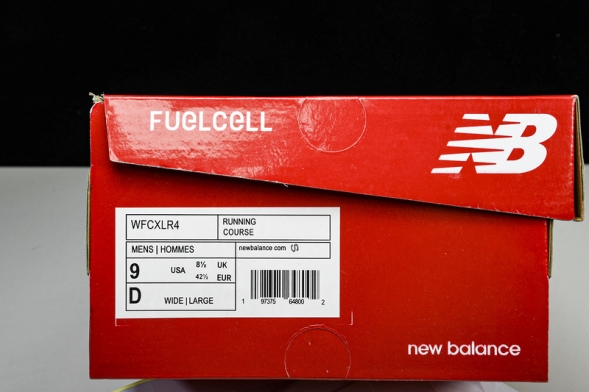 FUELCELL
NB
WFCXLR4
RUNNING
COURSE
MENS | HOMMES
newbalance.com
9 USA 8½ UK
42½ EUR
D WIDE | LARGE
1 97375 64800 2
new balance